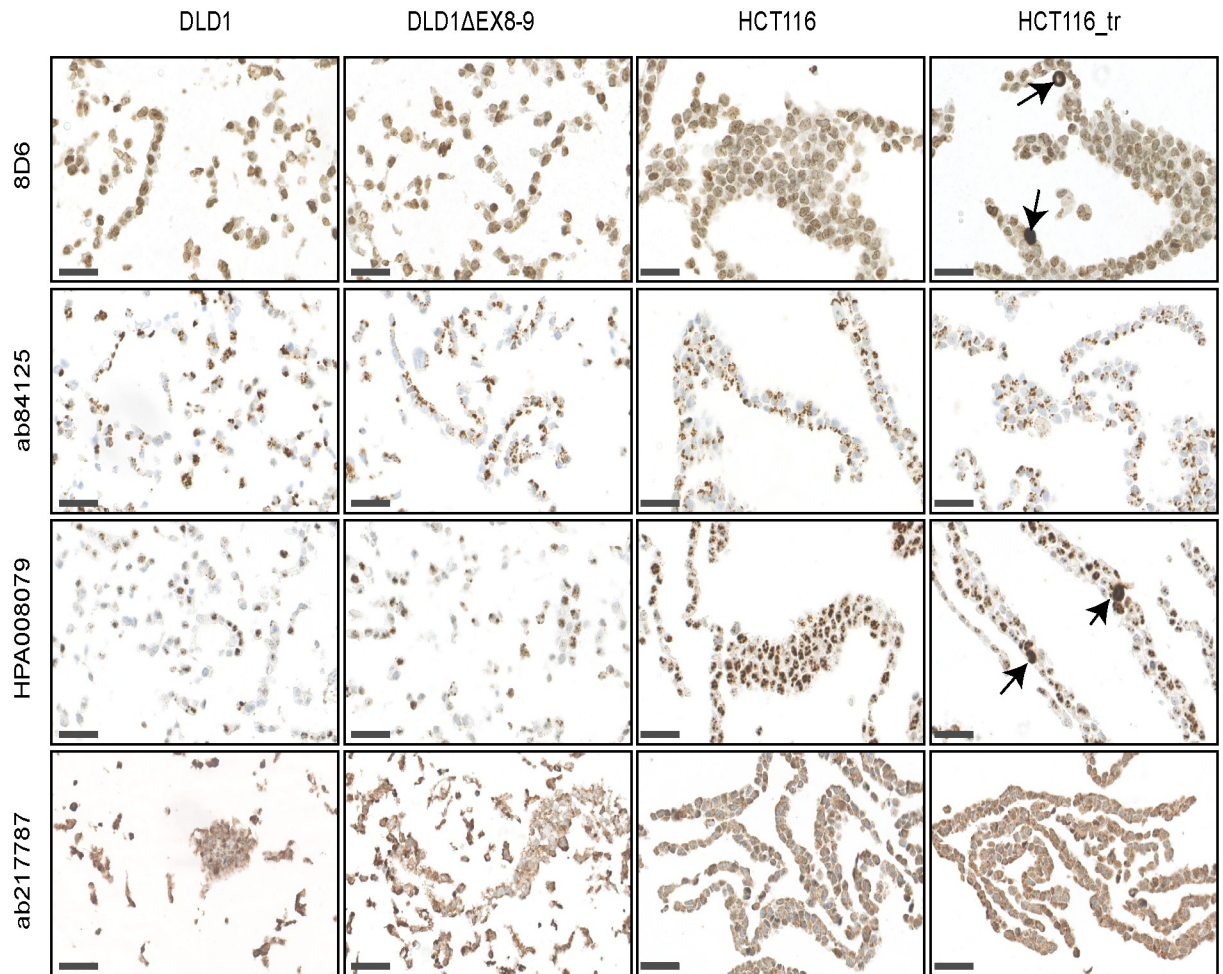 DLD1 DLD1ΔEX8-9 HCT116 HCT116_tr
8D6
ab84125
HPA008079
ab217787